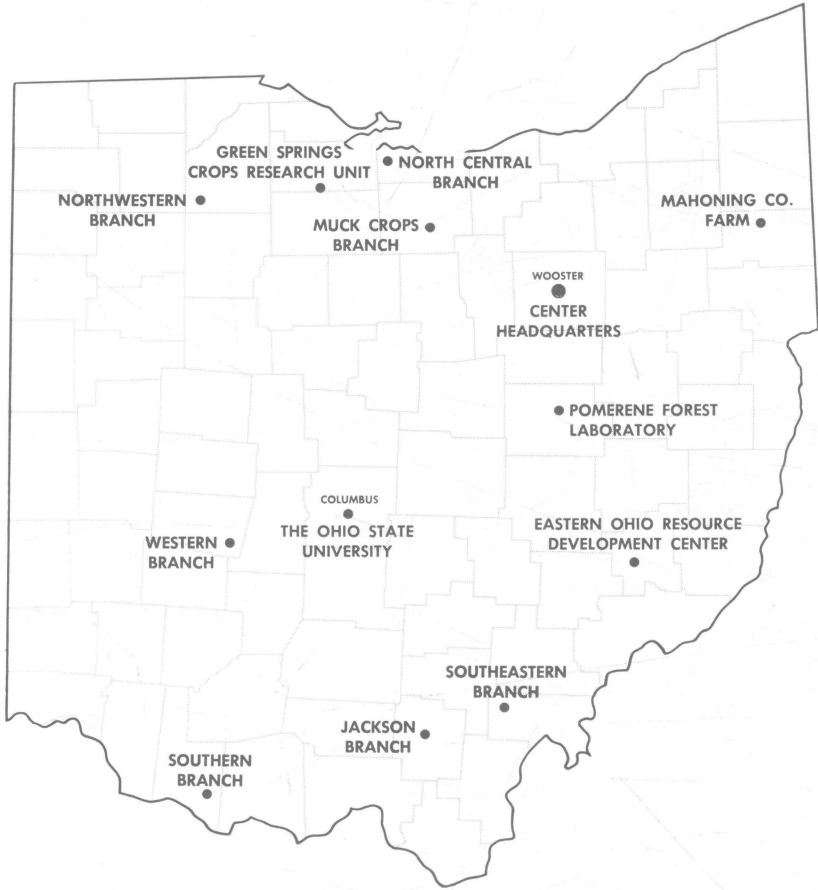 GREEN SPRINGS
CROPS RESEARCH UNIT
NORTH CENTRAL
BRANCH
NORTHWESTERN
BRANCH
MUCK CROPS
BRANCH
MAHONING CO.
FARM
WOOSTER
CENTER
HEADQUARTERS
POMERENE FOREST
LABORATORY
COLUMBUS
THE OHIO STATE
UNIVERSITY
WESTERN
BRANCH
EASTERN OHIO RESOURCE
DEVELOPMENT CENTER
SOUTHEASTERN
BRANCH
JACKSON
BRANCH
SOUTHERN
BRANCH